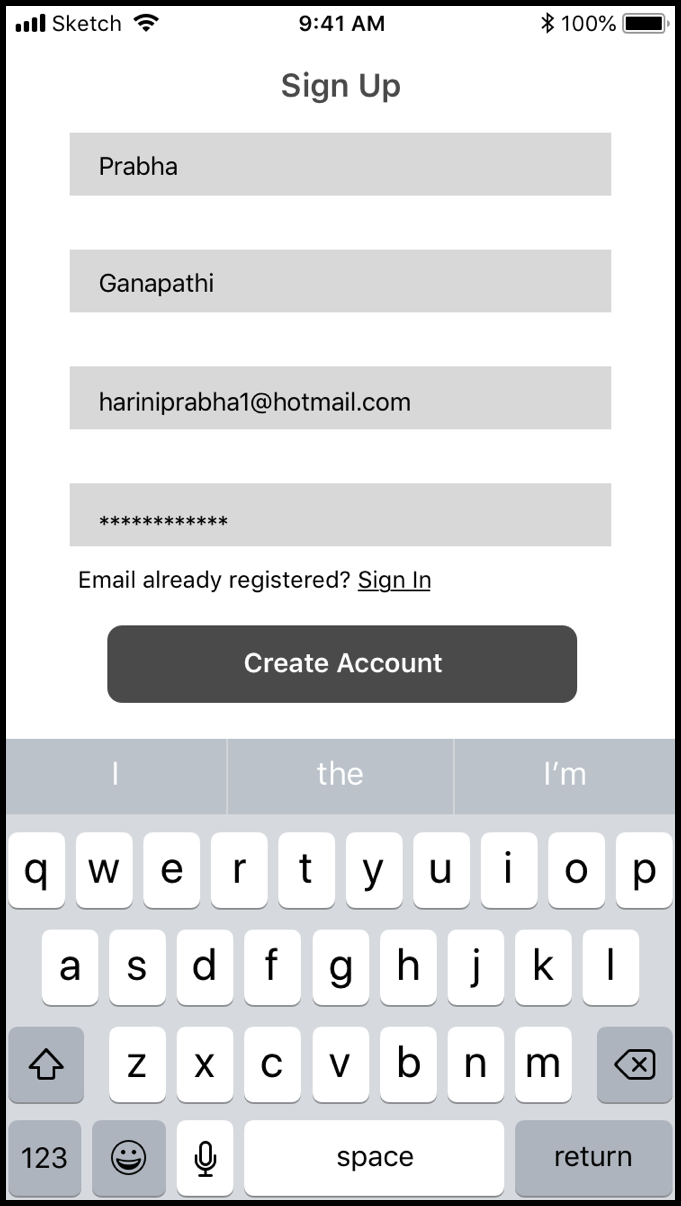 Sketch 9:41 AM 100%
Sign Up
Prabha
Ganapathi
hariniprabha1@hotmail.com
************
Email already registered? Sign In
Create Account
I the I’m
q w e r t y u i o p
a s d f g h j k l
z x c v b n m
123 space return